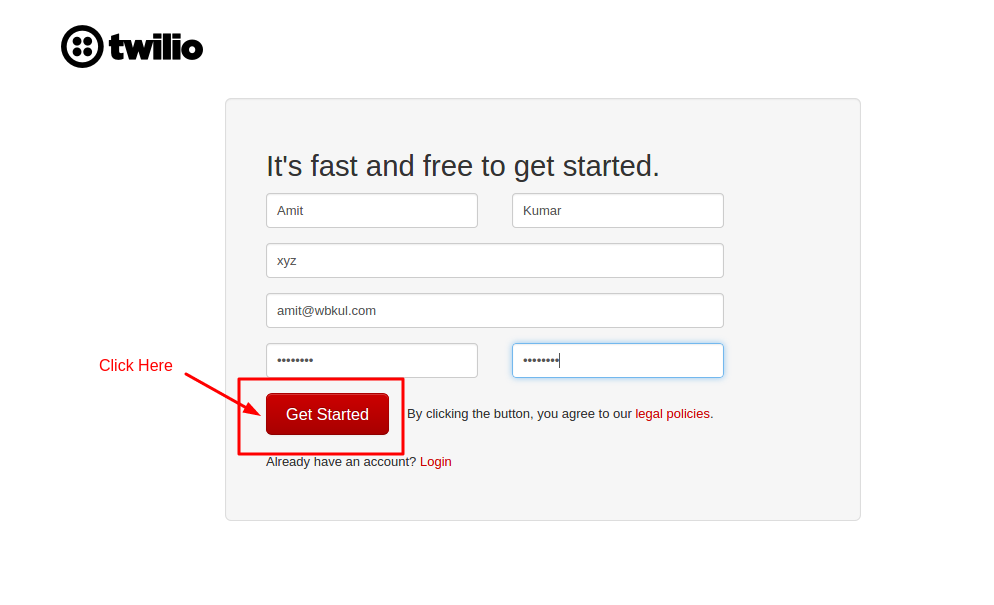 twilio
It's fast and free to get started.
Amit Kumar
xyz
amit@wbkul.com
•••••••• ••••••••
Click Here
Get Started By clicking the button, you agree to our legal policies.
Already have an account? Login